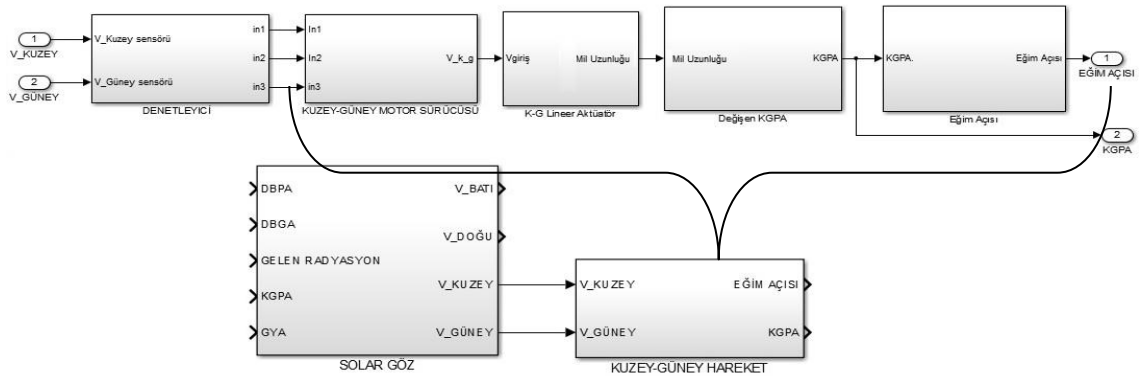 1
V_KUZEY
2
V_GÜNEY
V_Kuzey sensörü
V_Güney sensörü
in1
in2
in3
DENETLEYICI
In1
In2
in3
V_k_g
KUZEY-GÜNEY MOTOR SÜRÜCÜSÜ
Vgiriş
Mil Uzunluğu
K-G Lineer Aktüatör
Mil Uzunluğu
KGPA
Değişen KGPA
KGPA.
Eğim Açısı
Eğim Açısı
1
EĞİM AÇISI
2
KGPA
DBPA
DBGA
GELEN RADYASYON
KGPA
GYA
V_BATI
V_DOĞU
V_KUZEY
V_GÜNEY
SOLAR GÖZ
V_KUZEY
V_GÜNEY
EĞİM AÇISI
KGPA
KUZEY-GÜNEY HAREKET